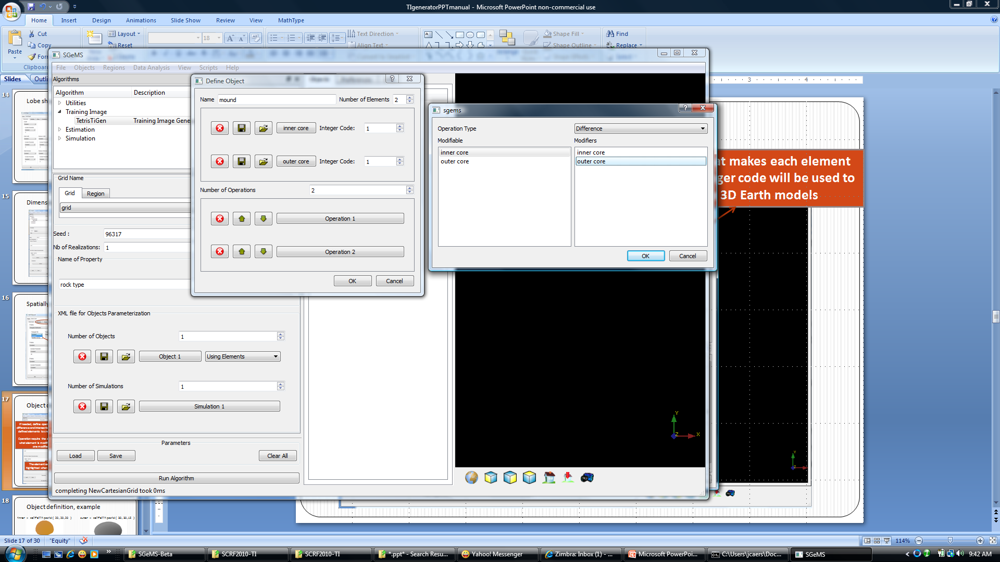 TIgeneratorPPTmanual - Microsoft PowerPoint non-commercial use
Home Insert Design Animations Slide Show Review View MathType
Cut Layout 18 Text Direction Shape Fill Find
Paste Copy Reset Align Text Shape Outline Replace
Clipboard
Slides Outli
SGeMS
File Objects Regions Data Analysis View Scripts Help
Algorithms
Algorithm Description
Utilities
Training Image
TetrisTiGen Training Image Gene
Estimation
Simulation
Grid Name
Grid Region
grid
Seed : 96317
Nb of Realizations: 1
Name of Property
rock type
XML file for Objects Parameterization
Number of Objects 1
Object 1 Using Elements
Number of Simulations 1
Simulation 1
Parameters
Load Save Clear All
Run Algorithm
completing NewCartesianGrid took 0ms
Define Object
Name mound Number of Elements 2
inner core Integer Code: 1
outer core Integer Code: 1
Number of Operations 2
Operation 1
Operation 2
OK Cancel
sgems
Operation Type Difference
Modifiable Modifiers
inner core inner core
outer core outer core
OK Cancel
3 4
at makes each element
ger code will be used to
3D Earth models
Y
Z X
14 Lobe sh
15 Dimens
16 Spatially
17 Object d
18 Object definition, example
Slide 17 of 30 "Equity" 114%
SGeMS-Beta SCRF2010-TI SCRF2010-TI *.ppt* - Search Resu... Yahoo! Messenger Zimbra: Inbox (1) - ... Microsoft PowerPoi... C:\Users\jcaers\Doc... SGeMS 9:42 AM